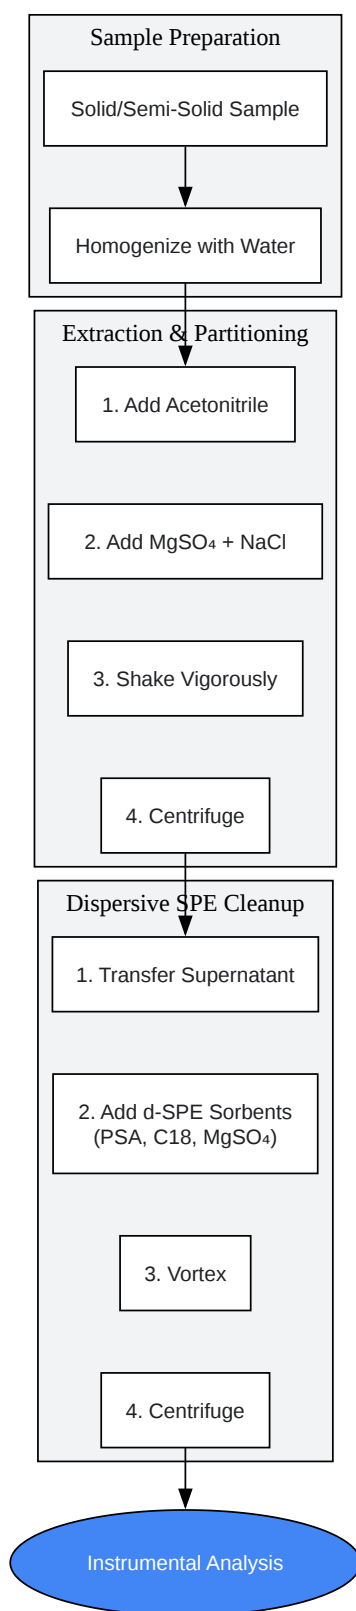 Sample Preparation
Solid/Semi-Solid Sample
Homogenize with Water
Extraction & Partitioning
1. Add Acetonitrile
2. Add MgSO₄ + NaCl
3. Shake Vigorously
4. Centrifuge
Dispersive SPE Cleanup
1. Transfer Supernatant
2. Add d-SPE Sorbents
(PSA, C18, MgSO₄)
3. Vortex
4. Centrifuge
Instrumental Analysis